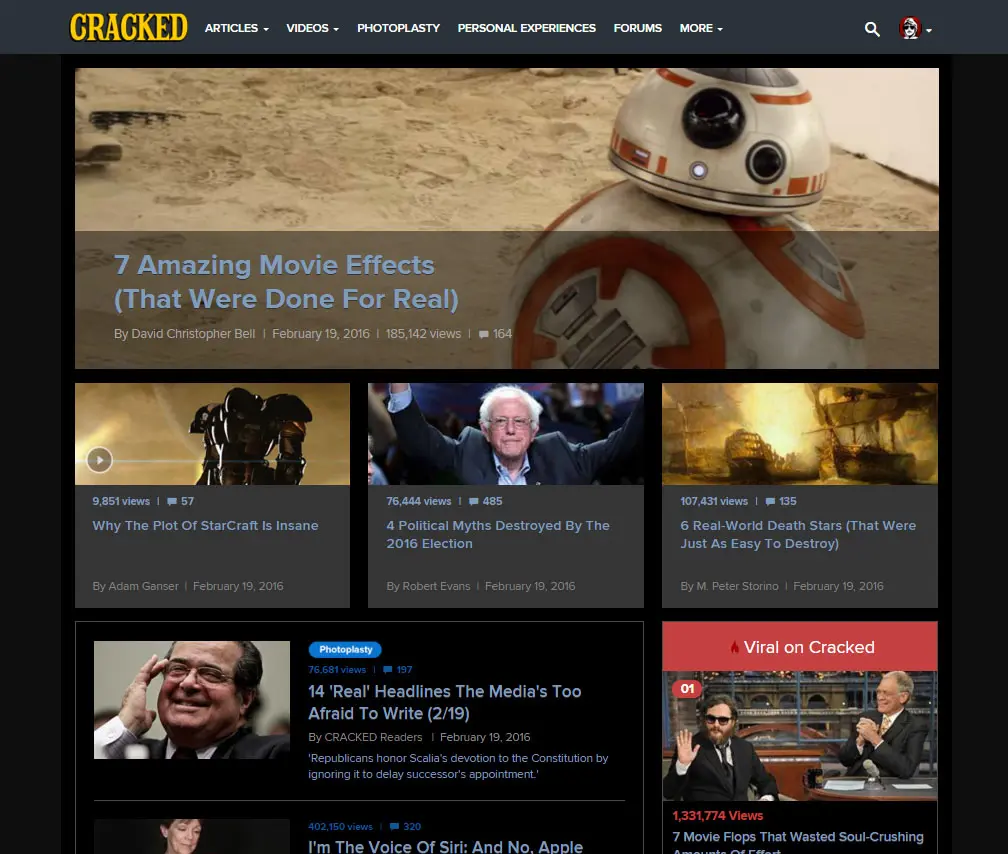 CRACKED
ARTICLES VIDEOS PHOTOPLASTY PERSONAL EXPERIENCES FORUMS MORE
7 Amazing Movie Effects
(That Were Done For Real)
By David Christopher Bell | February 19, 2016 | 185,142 views | 164
9,851 views | 57
Why The Plot Of StarCraft Is Insane
By Adam Ganser | February 19, 2016
76,444 views | 485
4 Political Myths Destroyed By The
2016 Election
By Robert Evans | February 19, 2016
107,431 views | 135
6 Real-World Death Stars (That Were
Just As Easy To Destroy)
By M. Peter Storino | February 19, 2016
Photoplasty
76,681 views | 197
14 'Real' Headlines The Media's Too
Afraid To Write (2/19)
By CRACKED Readers | February 19, 2016
'Republicans honor Scalia's devotion to the Constitution by
ignoring it to delay successor's appointment.'
402,150 views | 320
I'm The Voice Of Siri: And No, Apple
Viral on Cracked
01
1,331,774 Views
7 Movie Flops That Wasted Soul-Crushing
Amounts Of Effort